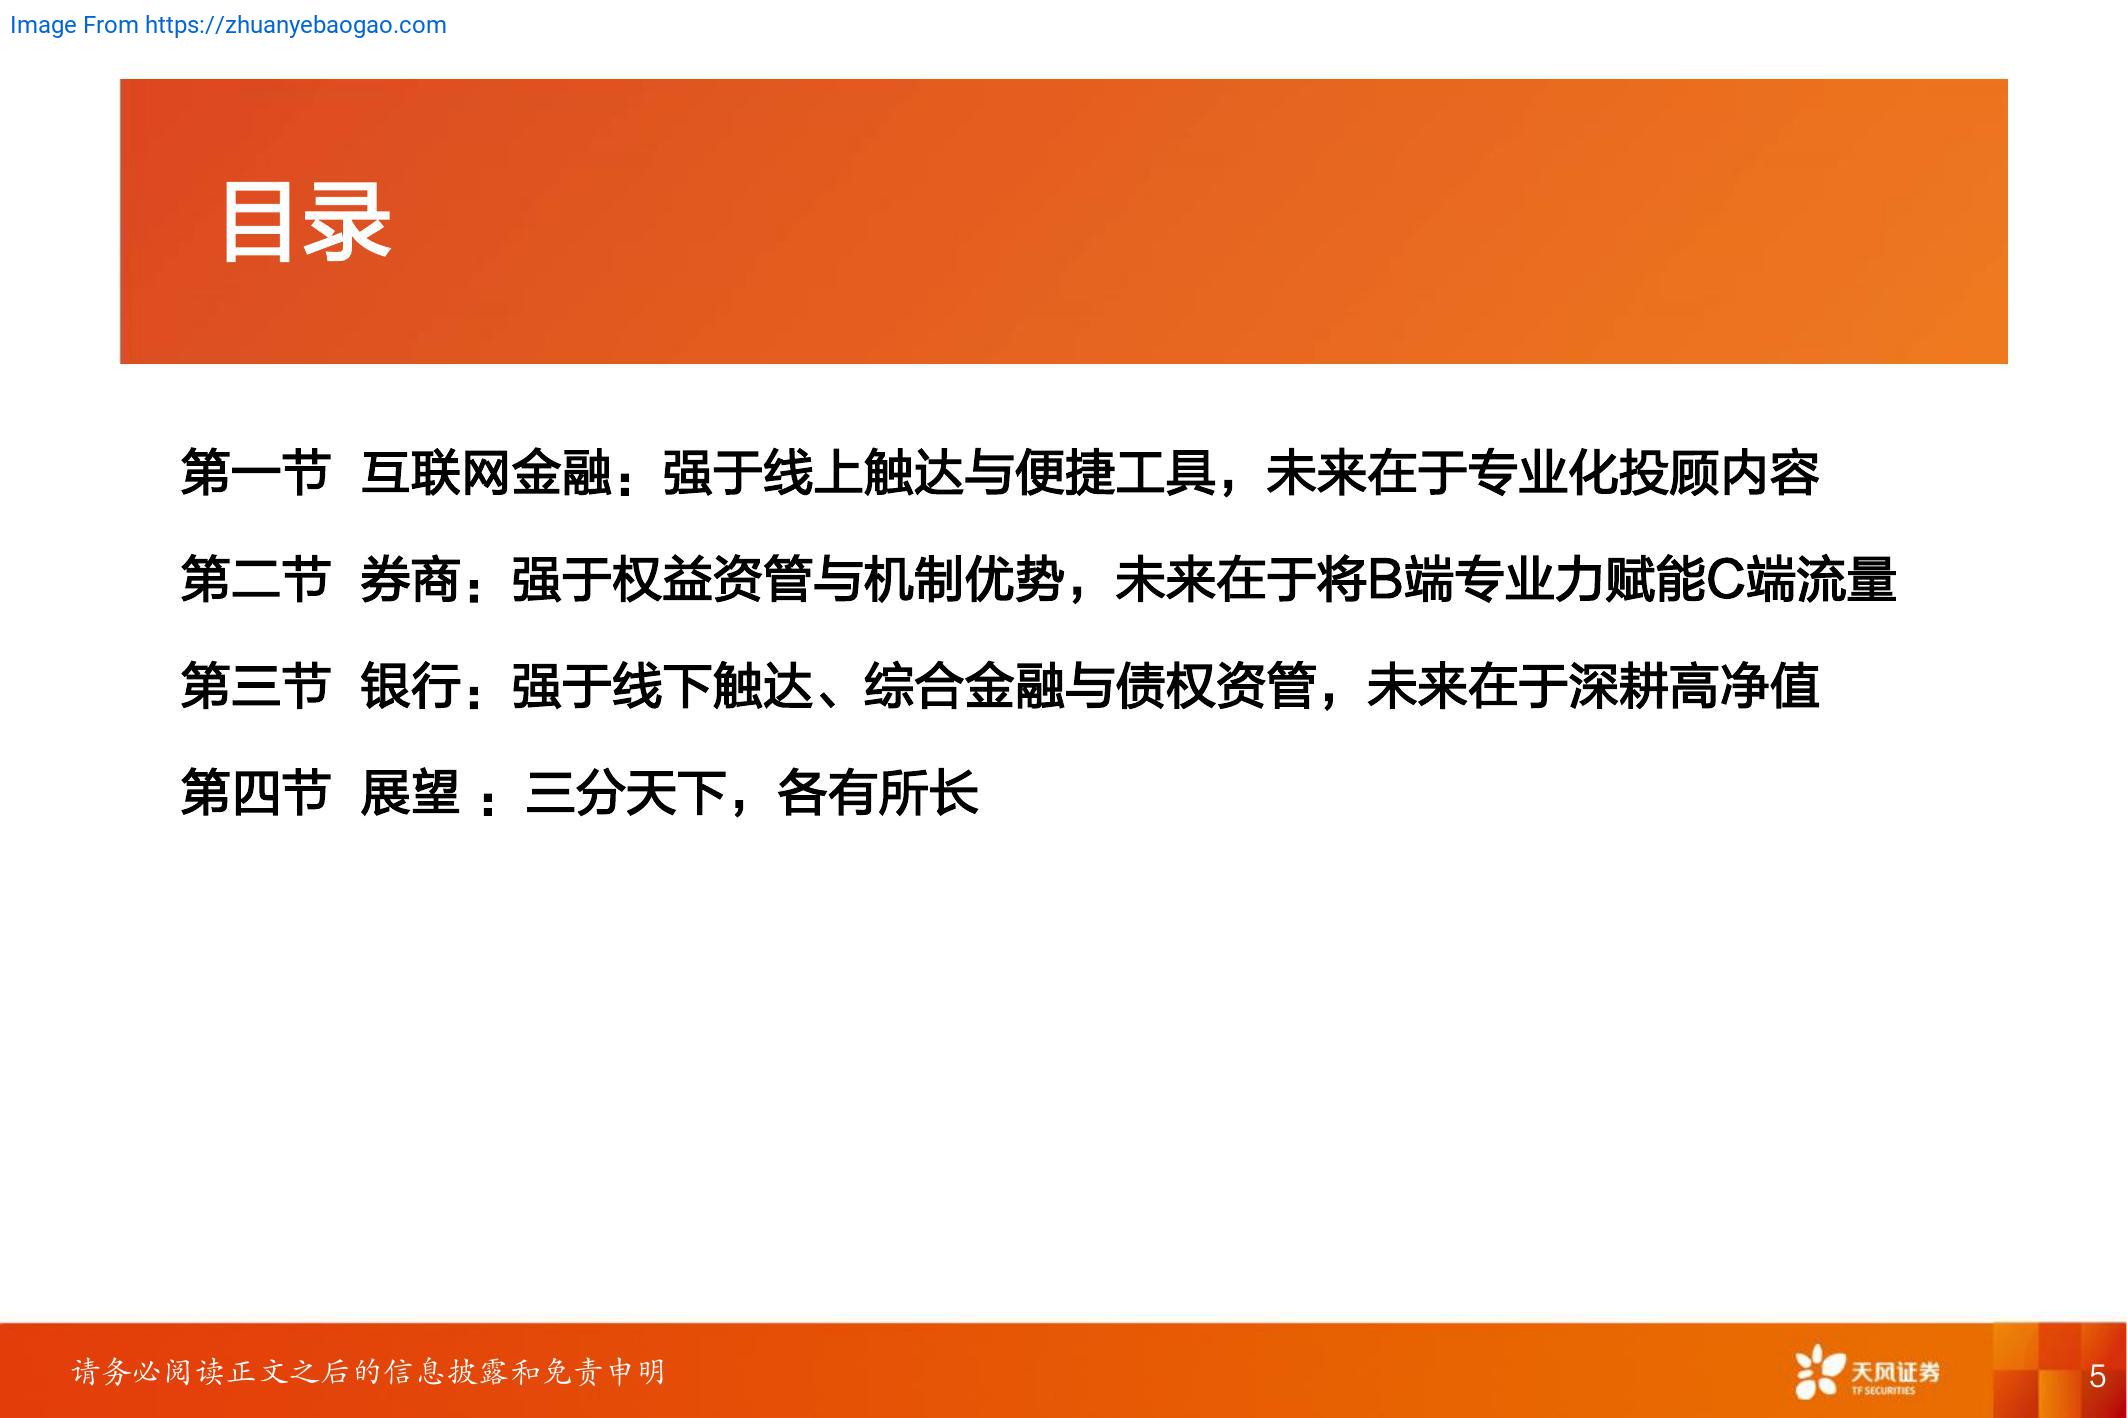 Image From https://zhuanyebaogao.com
目录
第一节 互联网金融：强于线上触达与便捷工具，未来在于专业化投顾内容
第二节 券商：强于权益资管与机制优势，未来在于将B端专业力赋能C端流量
第三节 银行：强于线下触达、综合金融与债权资管，未来在于深耕高净值
第四节 展望 ：三分天下，各有所长
请务必阅读正文之后的信息披露和免责申明
天风证券
TF SECURITIES
5